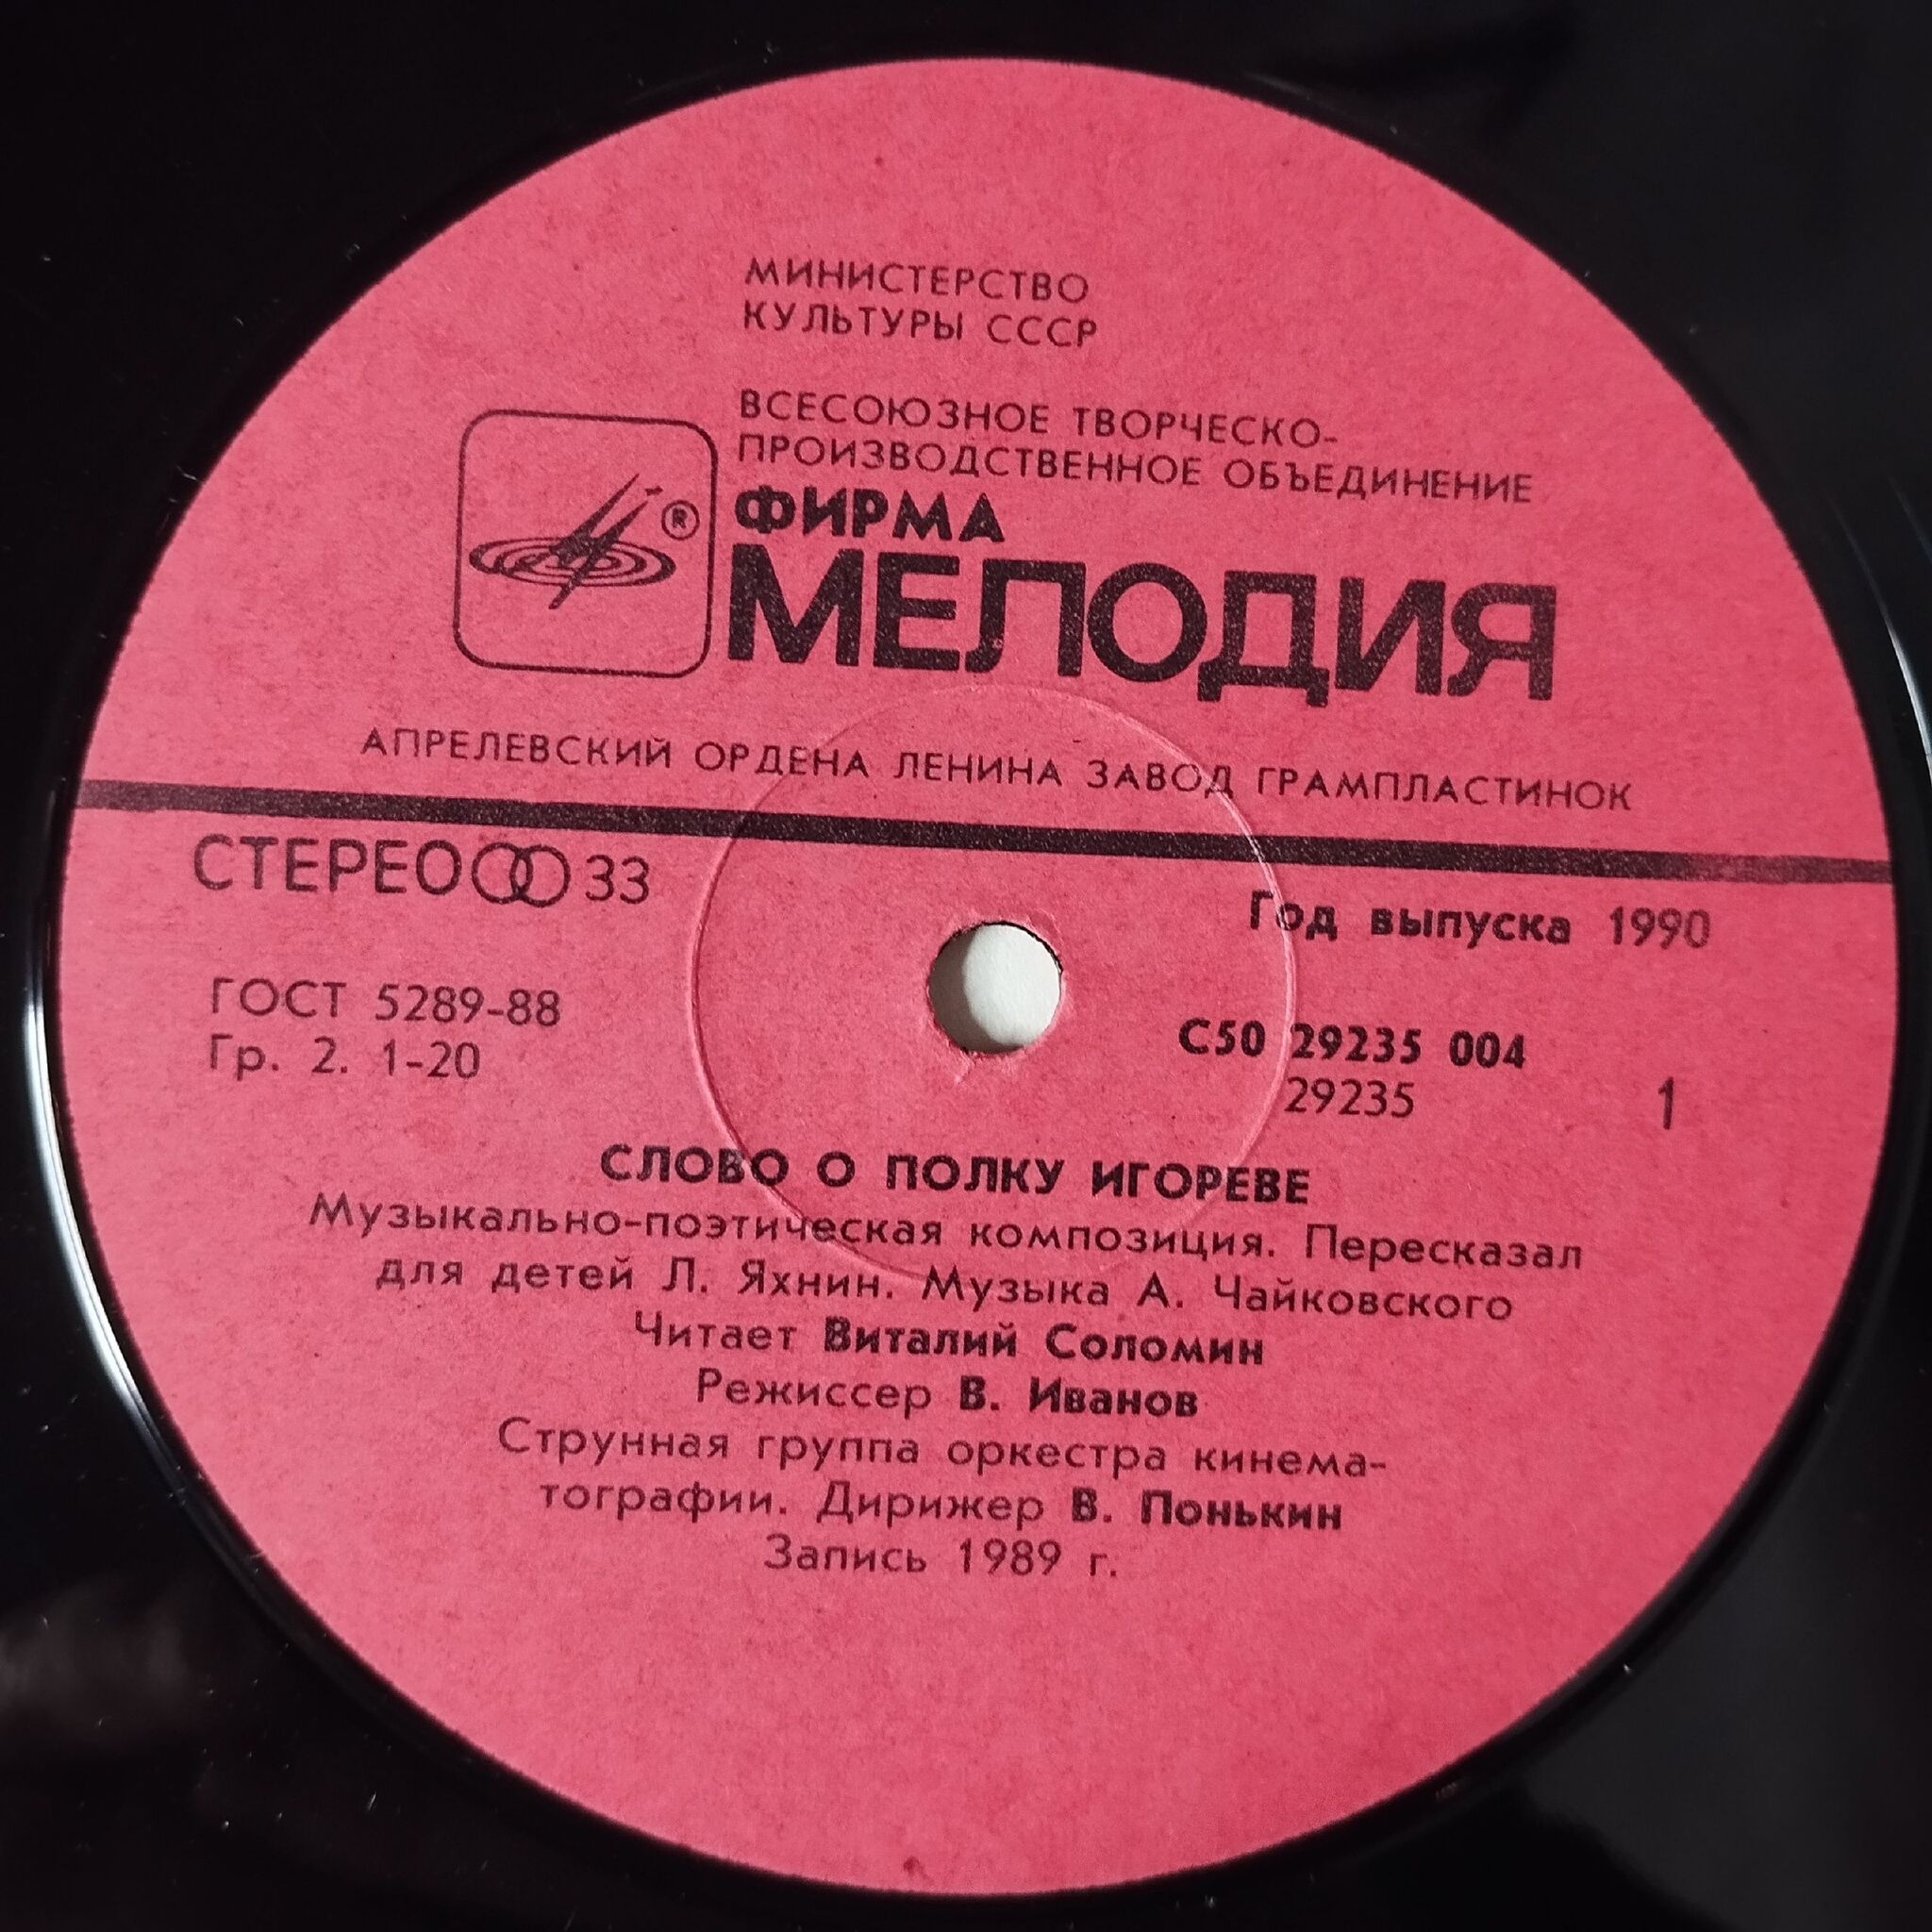 МИНИСТЕРСТВО
КУЛЬТУРЫ СССР
ВСЕСОЮЗНОЕ ТВОРЧЕСКО-
ПРОИЗВОДСТВЕННОЕ ОБЪЕДИНЕНИЕ
®
ФИРМА
МЕЛОДИЯ
АПРЕЛЕВСКИЙ ОРДЕНА ЛЕНИНА ЗАВОД ГРАМПЛАСТИНОК
СТЕРЕО 33
Год выпуска 1990
ГОСТ 5289-88
Гр. 2. 1-20
С50 29235 004
29235
1
СЛОВО О ПОЛКУ ИГОРЕВЕ
Музыкально-поэтическая композиция. Пересказал
для детей Л. Яхнин. Музыка А. Чайковского
Читает Виталий Соломин
Режиссер В. Иванов
Струнная группа оркестра кинема-
тографии. Дирижер В. Понькин
Запись 1989 г.